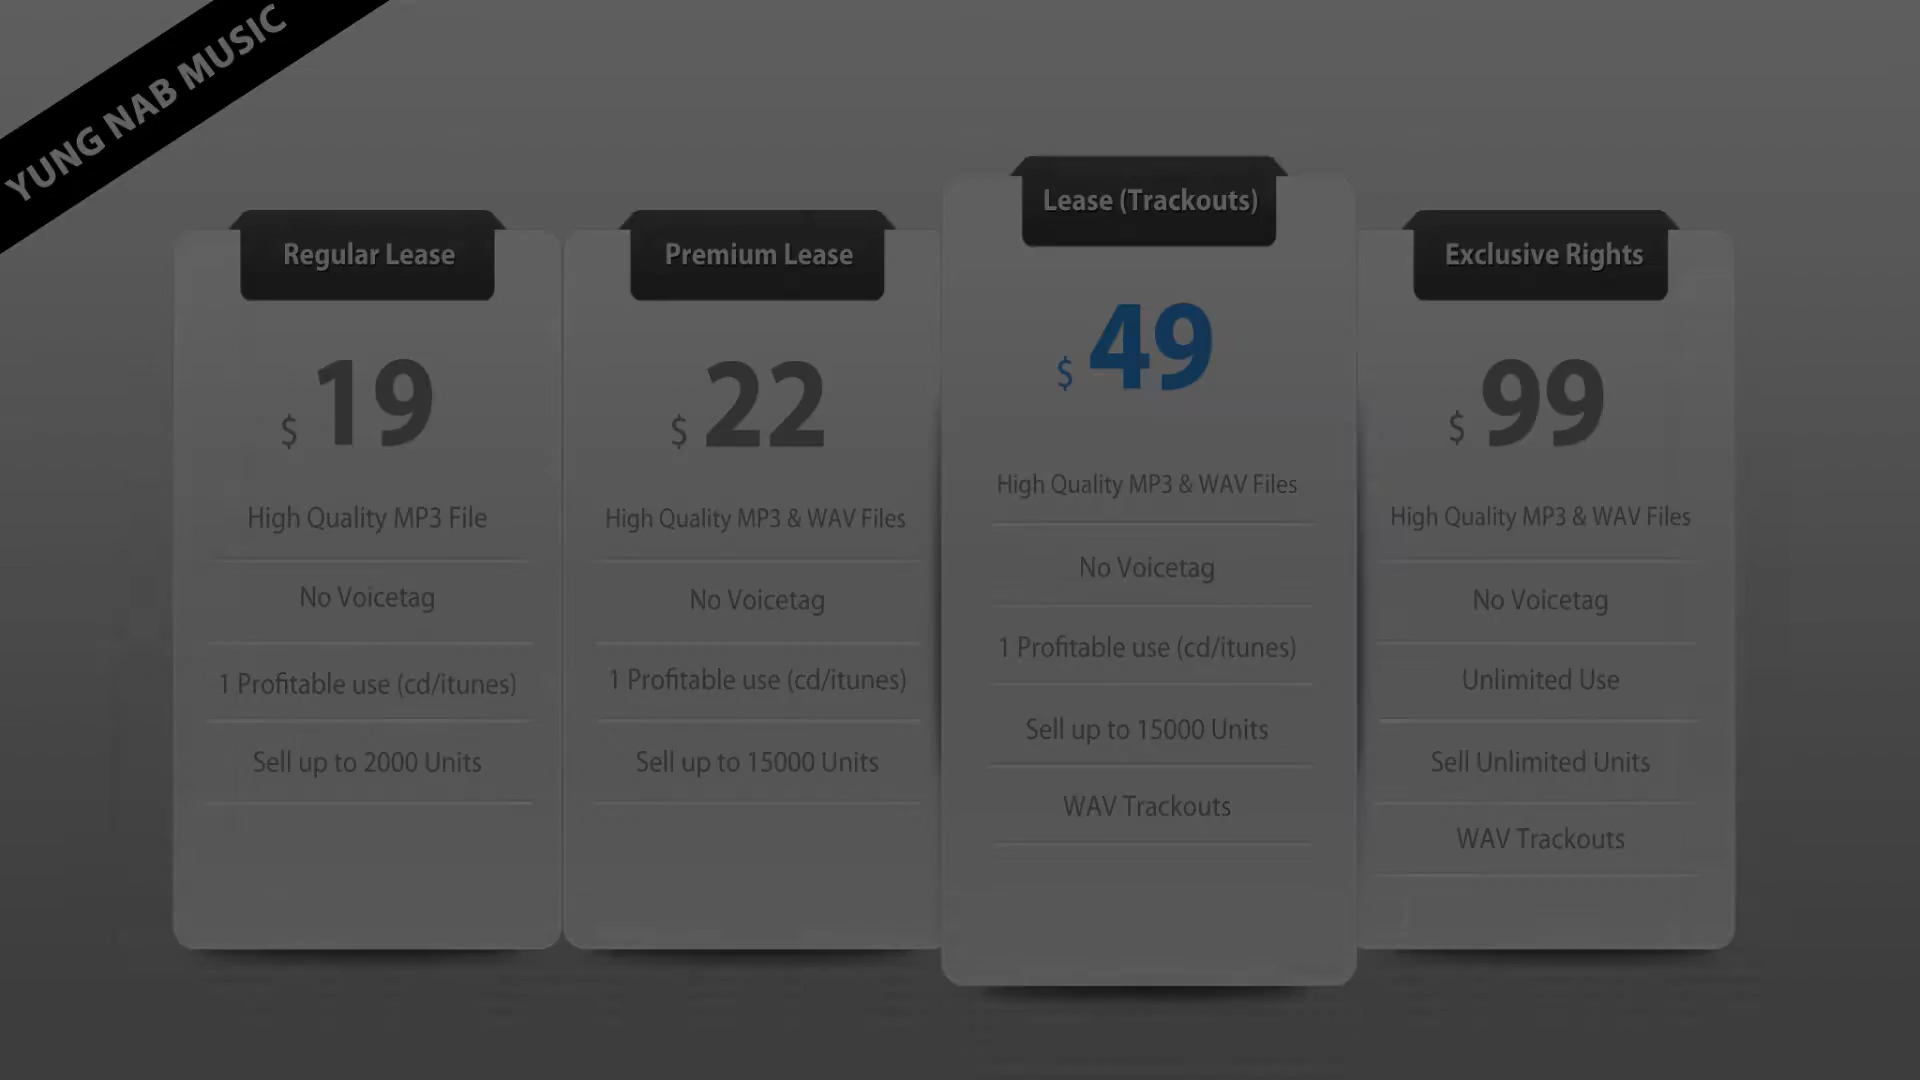 YUNG NAB MUSIC
Regular Lease
$ 19
High Quality MP3 File
No Voicetag
1 Profitable use (cd/itunes)
Sell up to 2000 Units
Premium Lease
$ 22
High Quality MP3 & WAV Files
No Voicetag
1 Profitable use (cd/itunes)
Sell up to 15000 Units
Lease (Trackouts)
$ 49
High Quality MP3 & WAV Files
No Voicetag
1 Profitable use (cd/itunes)
Sell up to 15000 Units
WAV Trackouts
Exclusive Rights
$ 99
High Quality MP3 & WAV Files
No Voicetag
Unlimited Use
Sell Unlimited Units
WAV Trackouts